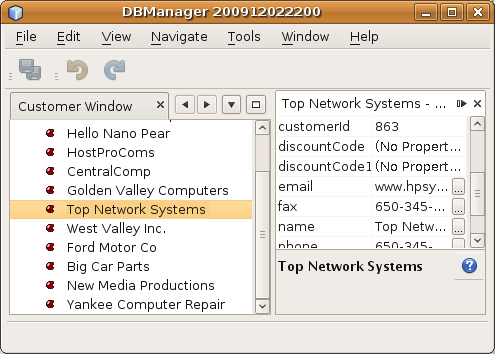 DBManager 200912022200
File Edit View Navigate Tools Window Help
Customer Window
Hello Nano Pear
HostProComs
CentralComp
Golden Valley Computers
Top Network Systems
West Valley Inc.
Ford Motor Co
Big Car Parts
New Media Productions
Yankee Computer Repair
Top Network Systems - ...
customerId 863
discountCode (No Propert...
discountCode1 (No Propert...
email www.hpsy... ...
fax 650-345-... ...
name Top Netw... ...
phone 650-345-... ...
Top Network Systems